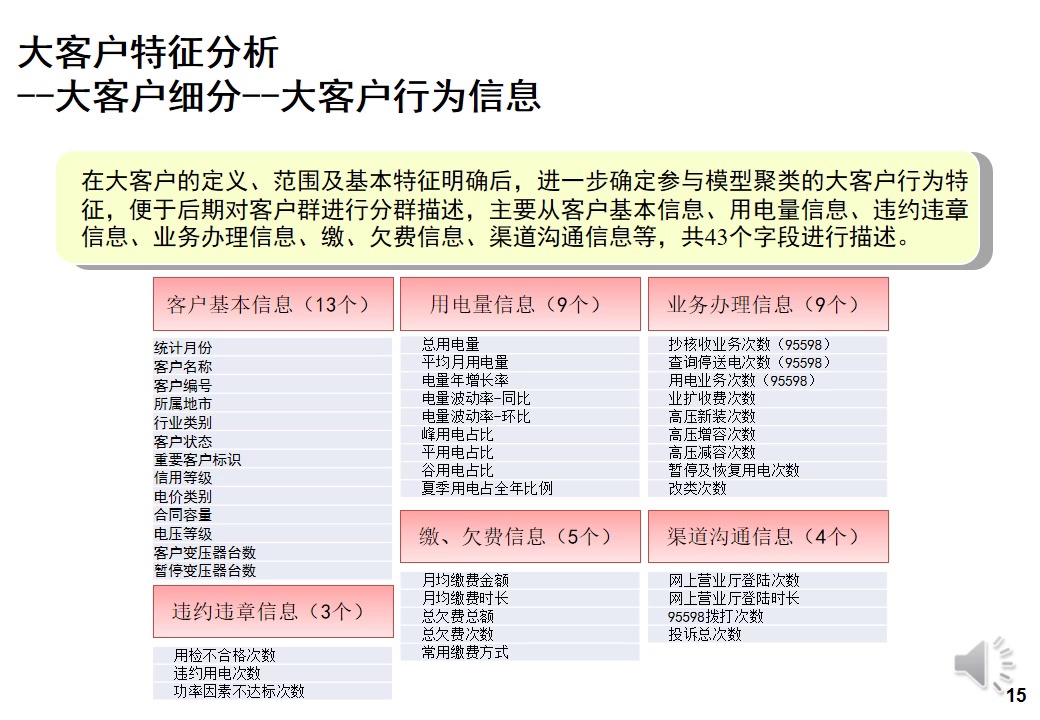 大客户特征分析
--大客户细分--大客户行为信息
在大客户的定义、范围及基本特征明确后，进一步确定参与模型聚类的大客户行为特
征，便于后期对客户群进行分群描述，主要从客户基本信息、用电量信息、违约违章
信息、业务办理信息、缴、欠费信息、渠道沟通信息等，共43个字段进行描述。
客户基本信息（13个）
统计月份
客户名称
客户编号
所属地市
行业类别
客户状态
重要客户标识
信用等级
电价类别
合同容量
电压等级
客户变压器台数
暂停变压器台数
违约违章信息（3个）
用检不合格次数
违约用电次数
功率因素不达标次数
用电量信息（9个）
总用电量
平均月用电量
电量年增长率
电量波动率-同比
电量波动率-环比
峰用电占比
平用电占比
谷用电占比
夏季用电占全年比例
缴、欠费信息（5个）
月均缴费金额
月均缴费时长
总欠费总额
总欠费次数
常用缴费方式
业务办理信息（9个）
抄核收业务次数（95598）
查询停送电次数（95598）
用电业务次数（95598）
业扩收费次数
高压新装次数
高压增容次数
高压减容次数
暂停及恢复用电次数
改类次数
渠道沟通信息（4个）
网上营业厅登陆次数
网上营业厅登陆时长
95598拨打次数
投诉总次数
15